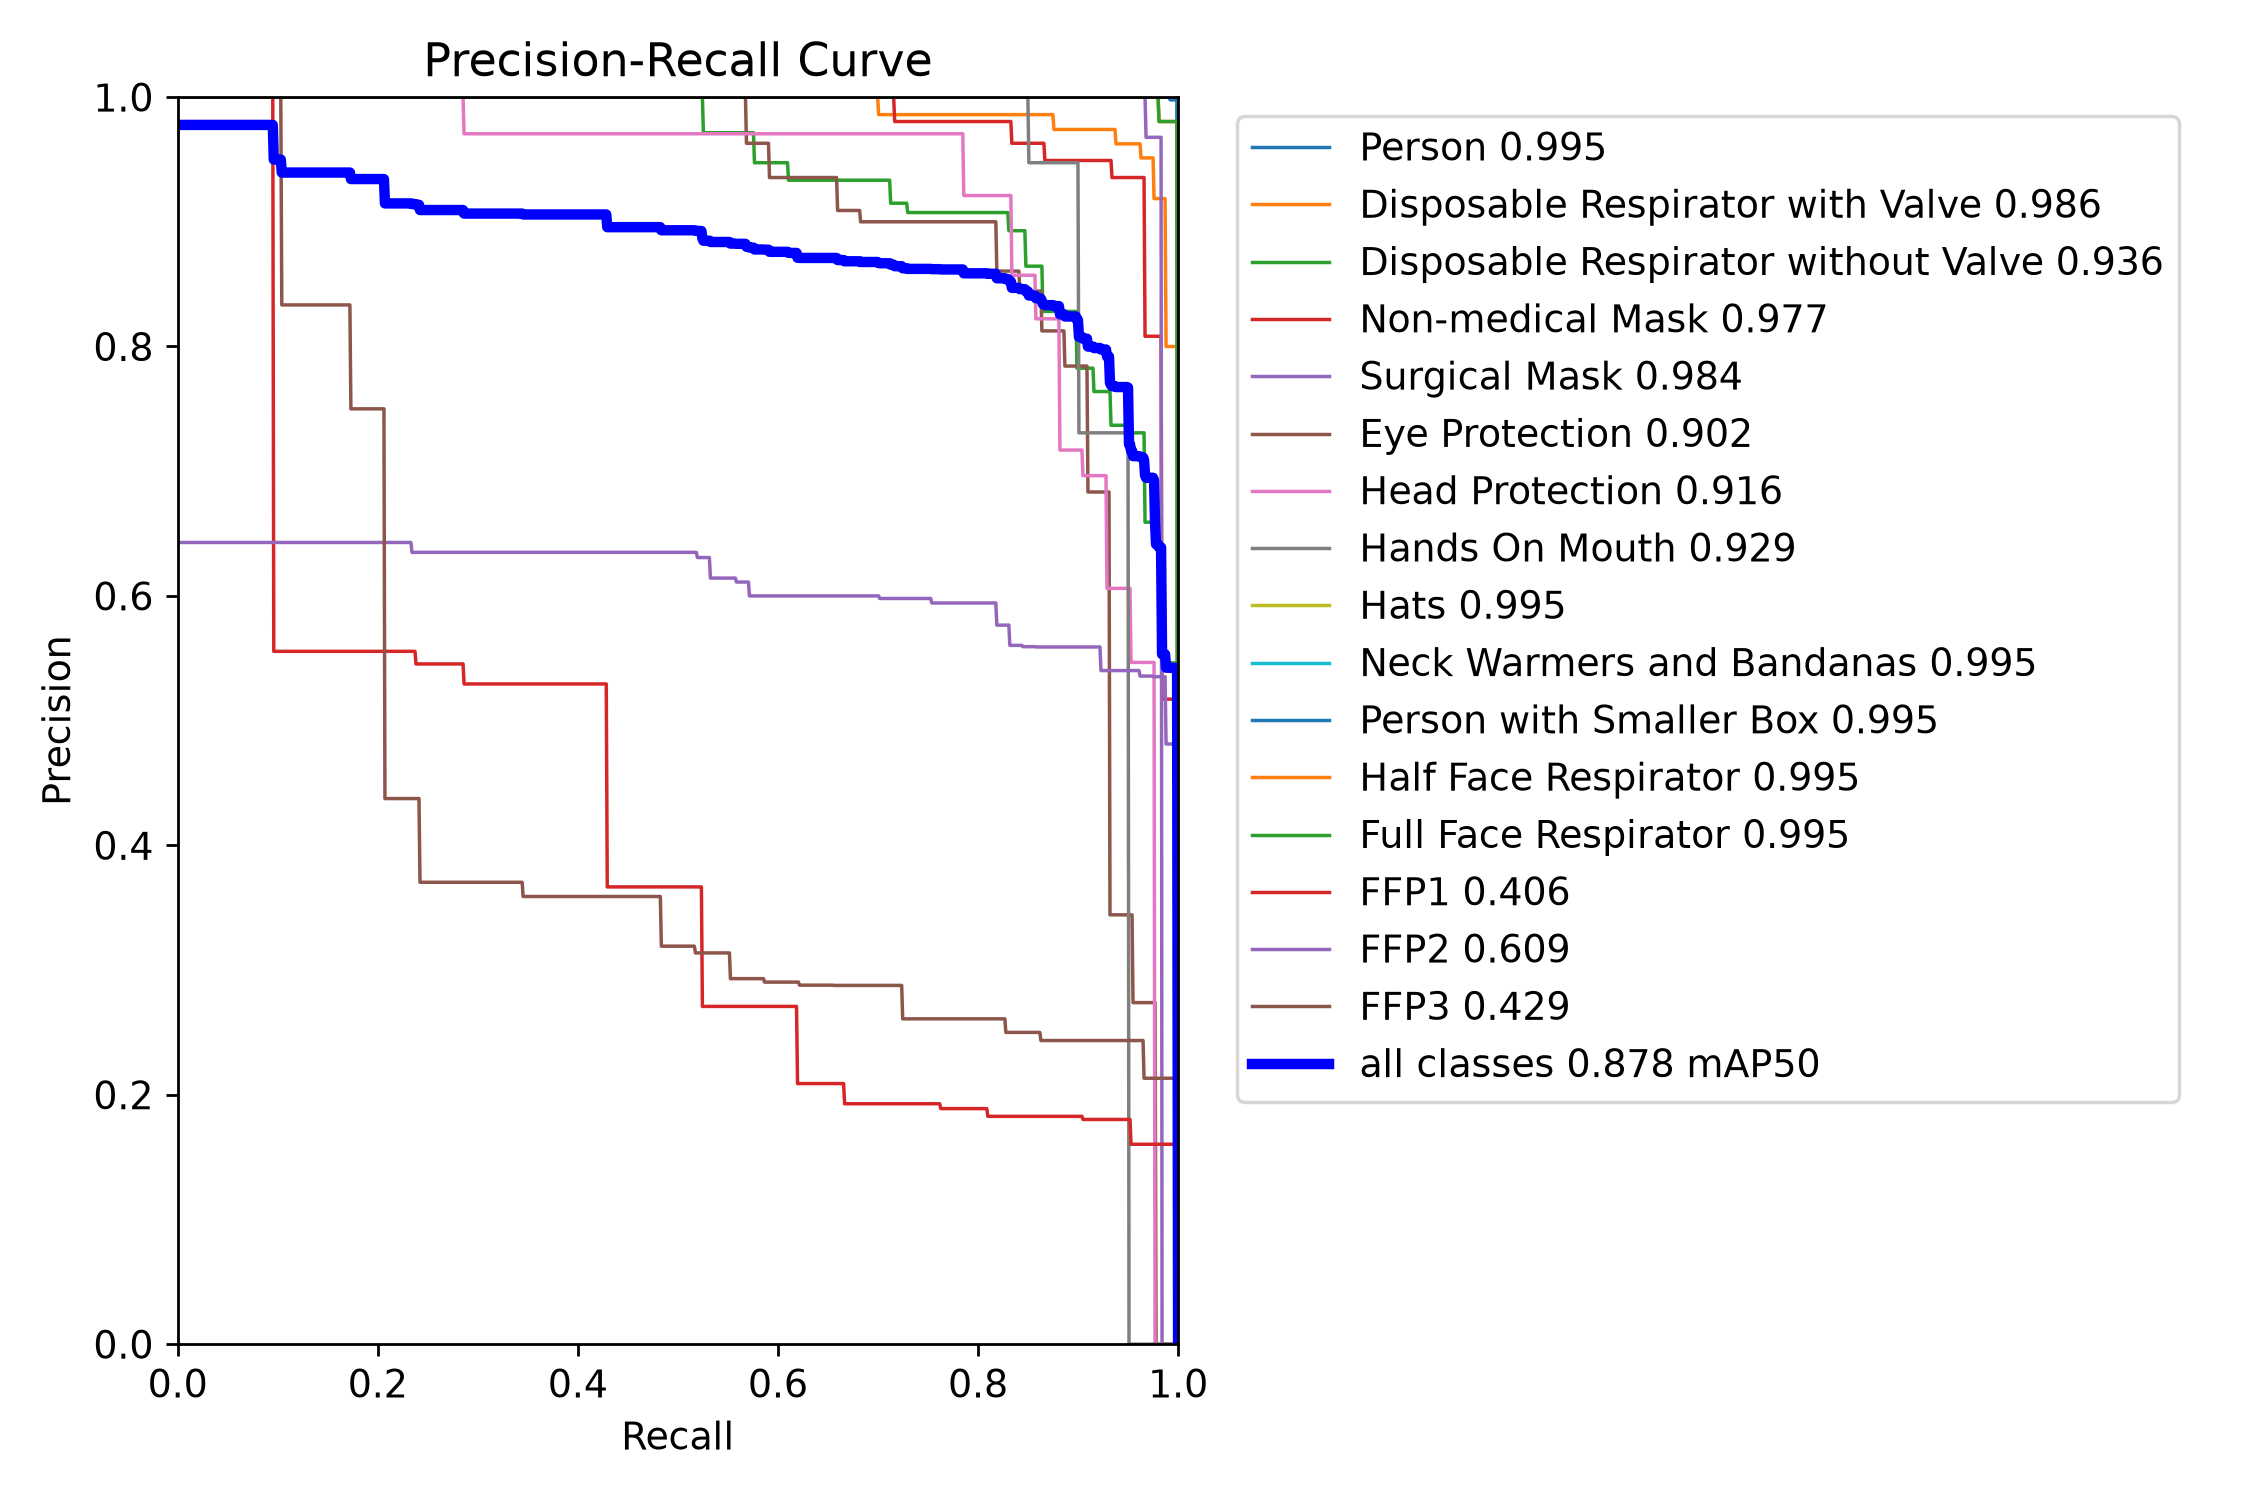 Precision-Recall Curve
1.0
0.8
0.6
0.4
0.2
0.0
Precision
0.0 0.2 0.4 0.6 0.8 1.0
Recall
Person 0.995
Disposable Respirator with Valve 0.986
Disposable Respirator without Valve 0.936
Non-medical Mask 0.977
Surgical Mask 0.984
Eye Protection 0.902
Head Protection 0.916
Hands On Mouth 0.929
Hats 0.995
Neck Warmers and Bandanas 0.995
Person with Smaller Box 0.995
Half Face Respirator 0.995
Full Face Respirator 0.995
FFP1 0.406
FFP2 0.609
FFP3 0.429
all classes 0.878 mAP50